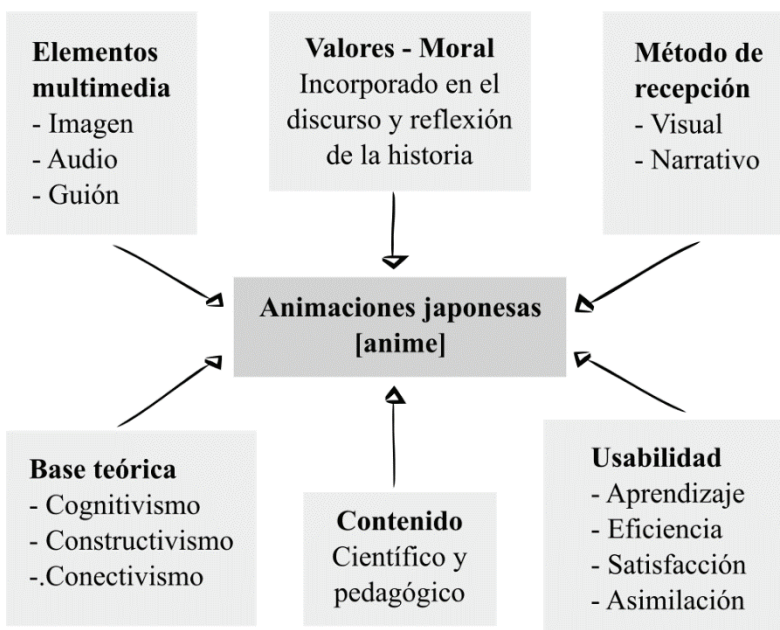 Elementos
multimedia
- Imagen
- Audio
- Guión
Valores - Moral
Incorporado en el
discurso y reflexión
de la historia
Método de
recepción
- Visual
- Narrativo
Animaciones japonesas
[anime]
Base teórica
- Cognitivismo
- Constructivismo
-.Conectivismo
Contenido
Científico y
pedagógico
Usabilidad
- Aprendizaje
- Eficiencia
- Satisfacción
- Asimilación